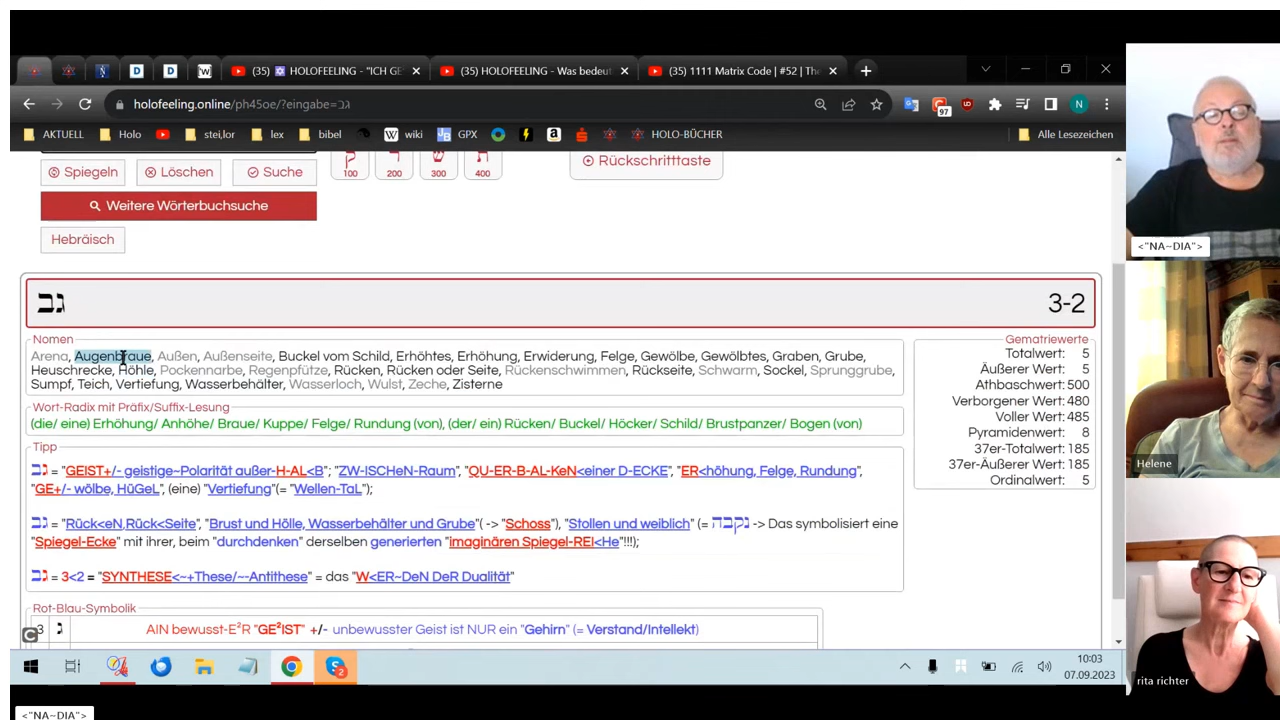 (35) HOLOFEELING - "ICH GE
(35) HOLOFEELING - Was bedeut
(35) 1111 Matrix Code | #52 | The
holofeeling.online/ph45oe/?eingabe=גב
97
N
AKTUELL
Holo
stei,lor
lex
bibel
wiki
GPX
HOLO-BÜCHER
Alle Lesezeichen
Spiegeln
Löschen
Suche
ק
100
ר
200
ש
300
ת
400
Rückschritttaste
Weitere Wörterbuchsuche
Hebräisch
גב
3-2
Nomen
Arena, Augenbraue, Außen, Außenseite, Buckel vom Schild, Erhöhtes, Erhöhung, Erwiderung, Felge, Gewölbe, Gewölbtes, Graben, Grube,
Heuschrecke, Höhle, Pockennarbe, Regenpfütze, Rücken, Rücken oder Seite, Rückenschwimmen, Rückseite, Schwarm, Sockel, Sprunggrube,
Sumpf, Teich, Vertiefung, Wasserbehälter, Wasserloch, Wulst, Zeche, Zisterne
Wort-Radix mit Präfix/Suffix-Lesung
(die/ eine) Erhöhung/ Anhöhe/ Braue/ Kuppe/ Felge/ Rundung (von), (der/ ein) Rücken/ Buckel/ Höcker/ Schild/ Brustpanzer/ Bogen (von)
Tipp
גב = "GEIST+/- geistige~Polarität außer-H-AL<B"; "ZW-ISCHeN-Raum", "QU-ER-B-AL-KeN<einer D-ECKE", "ER<höhung, Felge, Rundung",
"GE+/- wölbe, HüGeL", (eine) "Vertiefung"(= "Wellen-TaL");
גב = "Rück<eN,Rück<Seite", "Brust und Hölle, Wasserbehälter und Grube"( -> "Schoss"), "Stollen und weiblich" (= נקבה -> Das symbolisiert eine
"Spiegel-Ecke" mit ihrer, beim "durchdenken" derselben generierten "imaginären Spiegel-REI<He"!!!);
גב = 3<2 = "SYNTHESE<~+These/~-Antithese" = das "W<ER~DeN DeR Dualität"
Rot-Blau-Symbolik
3
ג
AIN bewusst-E²R "GE²IST" +/- unbewusster Geist ist NUR ein "Gehirn" (= Verstand/Intellekt)
Gematriewerte
Totalwert: 5
Äußerer Wert: 5
Athbaschwert: 500
Verborgener Wert: 480
Voller Wert: 485
Pyramidenwert: 8
37er-Totalwert: 185
37er-Äußerer Wert: 185
Ordinalwert: 5
10:03
07.09.2023
<"NA~DIA">
Helene
rita richter
<"NA~DIA">